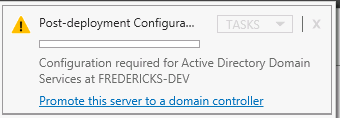 Post-deployment Configura... TASKS X
Configuration required for Active Directory Domain
Services at FREDERICKS-DEV
Promote this server to a domain controller